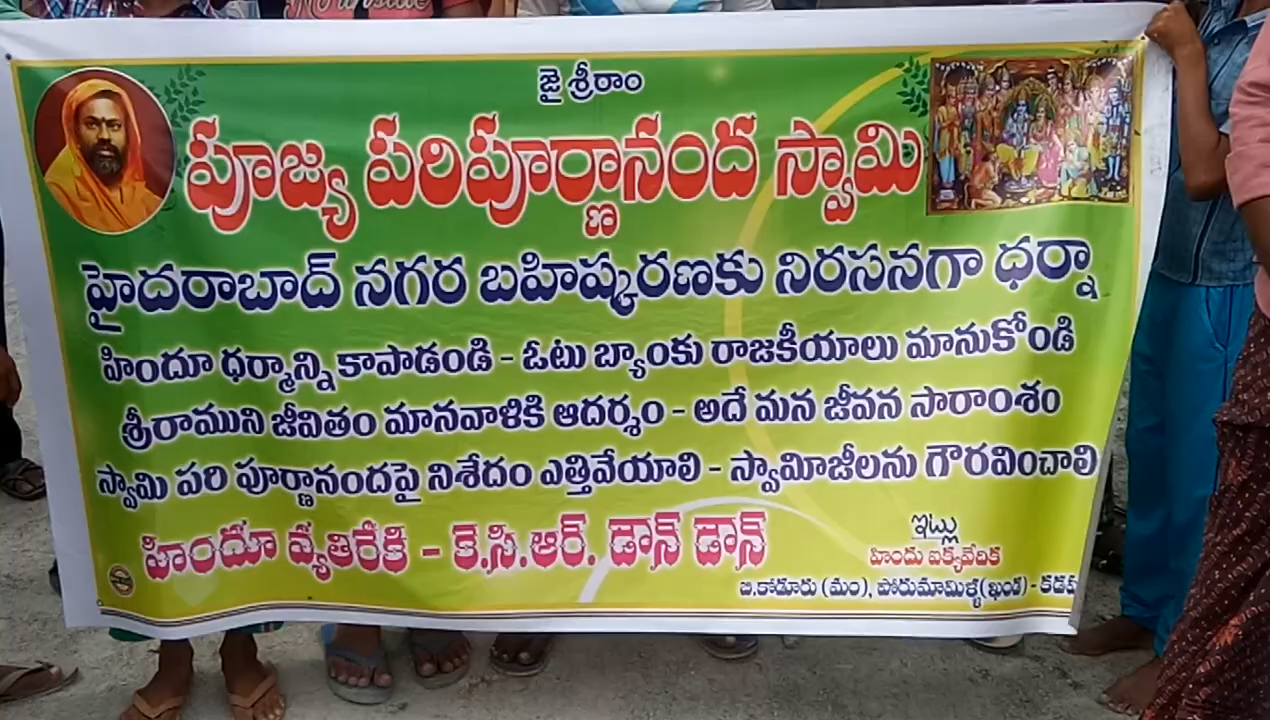 జై శ్రీరాం
పూజ్య పరిపూర్ణానంద స్వామి
హైదరాబాద్ నగర బహిష్కరణకు నిరసనగా ధర్నా
హిందూ ధర్మాన్ని కాపాడండి - ఓటు బ్యాంకు రాజకీయాలు మానుకోండి
శ్రీరాముని జీవితం మానవాళికి ఆదర్శం - అదే మన జీవన సారాంశం
స్వామి పరి పూర్ణానందపై నిశేదం ఎత్తివేయాలి - స్వామిజీలను గౌరవించాలి
హిందూ వ్యతిరేకి - కె.సి.ఆర్. డౌన్ డౌన్
ఇట్లు
హిందు ఐక్యవేదిక
బి.కోడూరు (మం), పోరుమామిళ్ళ (ఖండ) - కడప